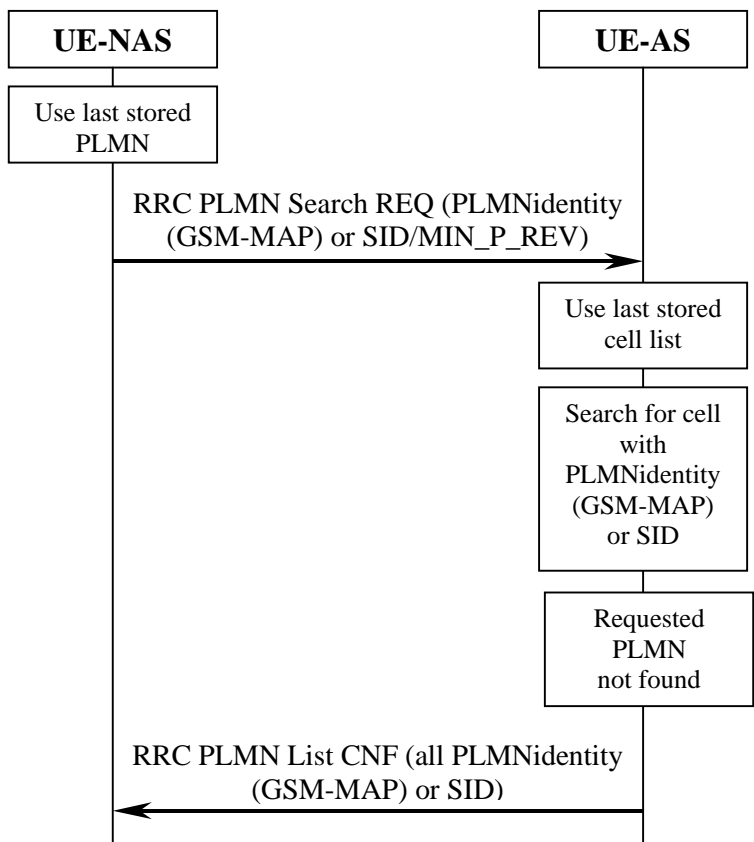 UE-NAS
UE-AS
Use last stored
PLMN
RRC PLMN Search REQ (PLMNidentity
(GSM-MAP) or SID/MIN_P_REV)
Use last stored
cell list
Search for cell
with
PLMNidentity
(GSM-MAP)
or SID
Requested
PLMN
not found
RRC PLMN List CNF (all PLMNidentity
(GSM-MAP) or SID)